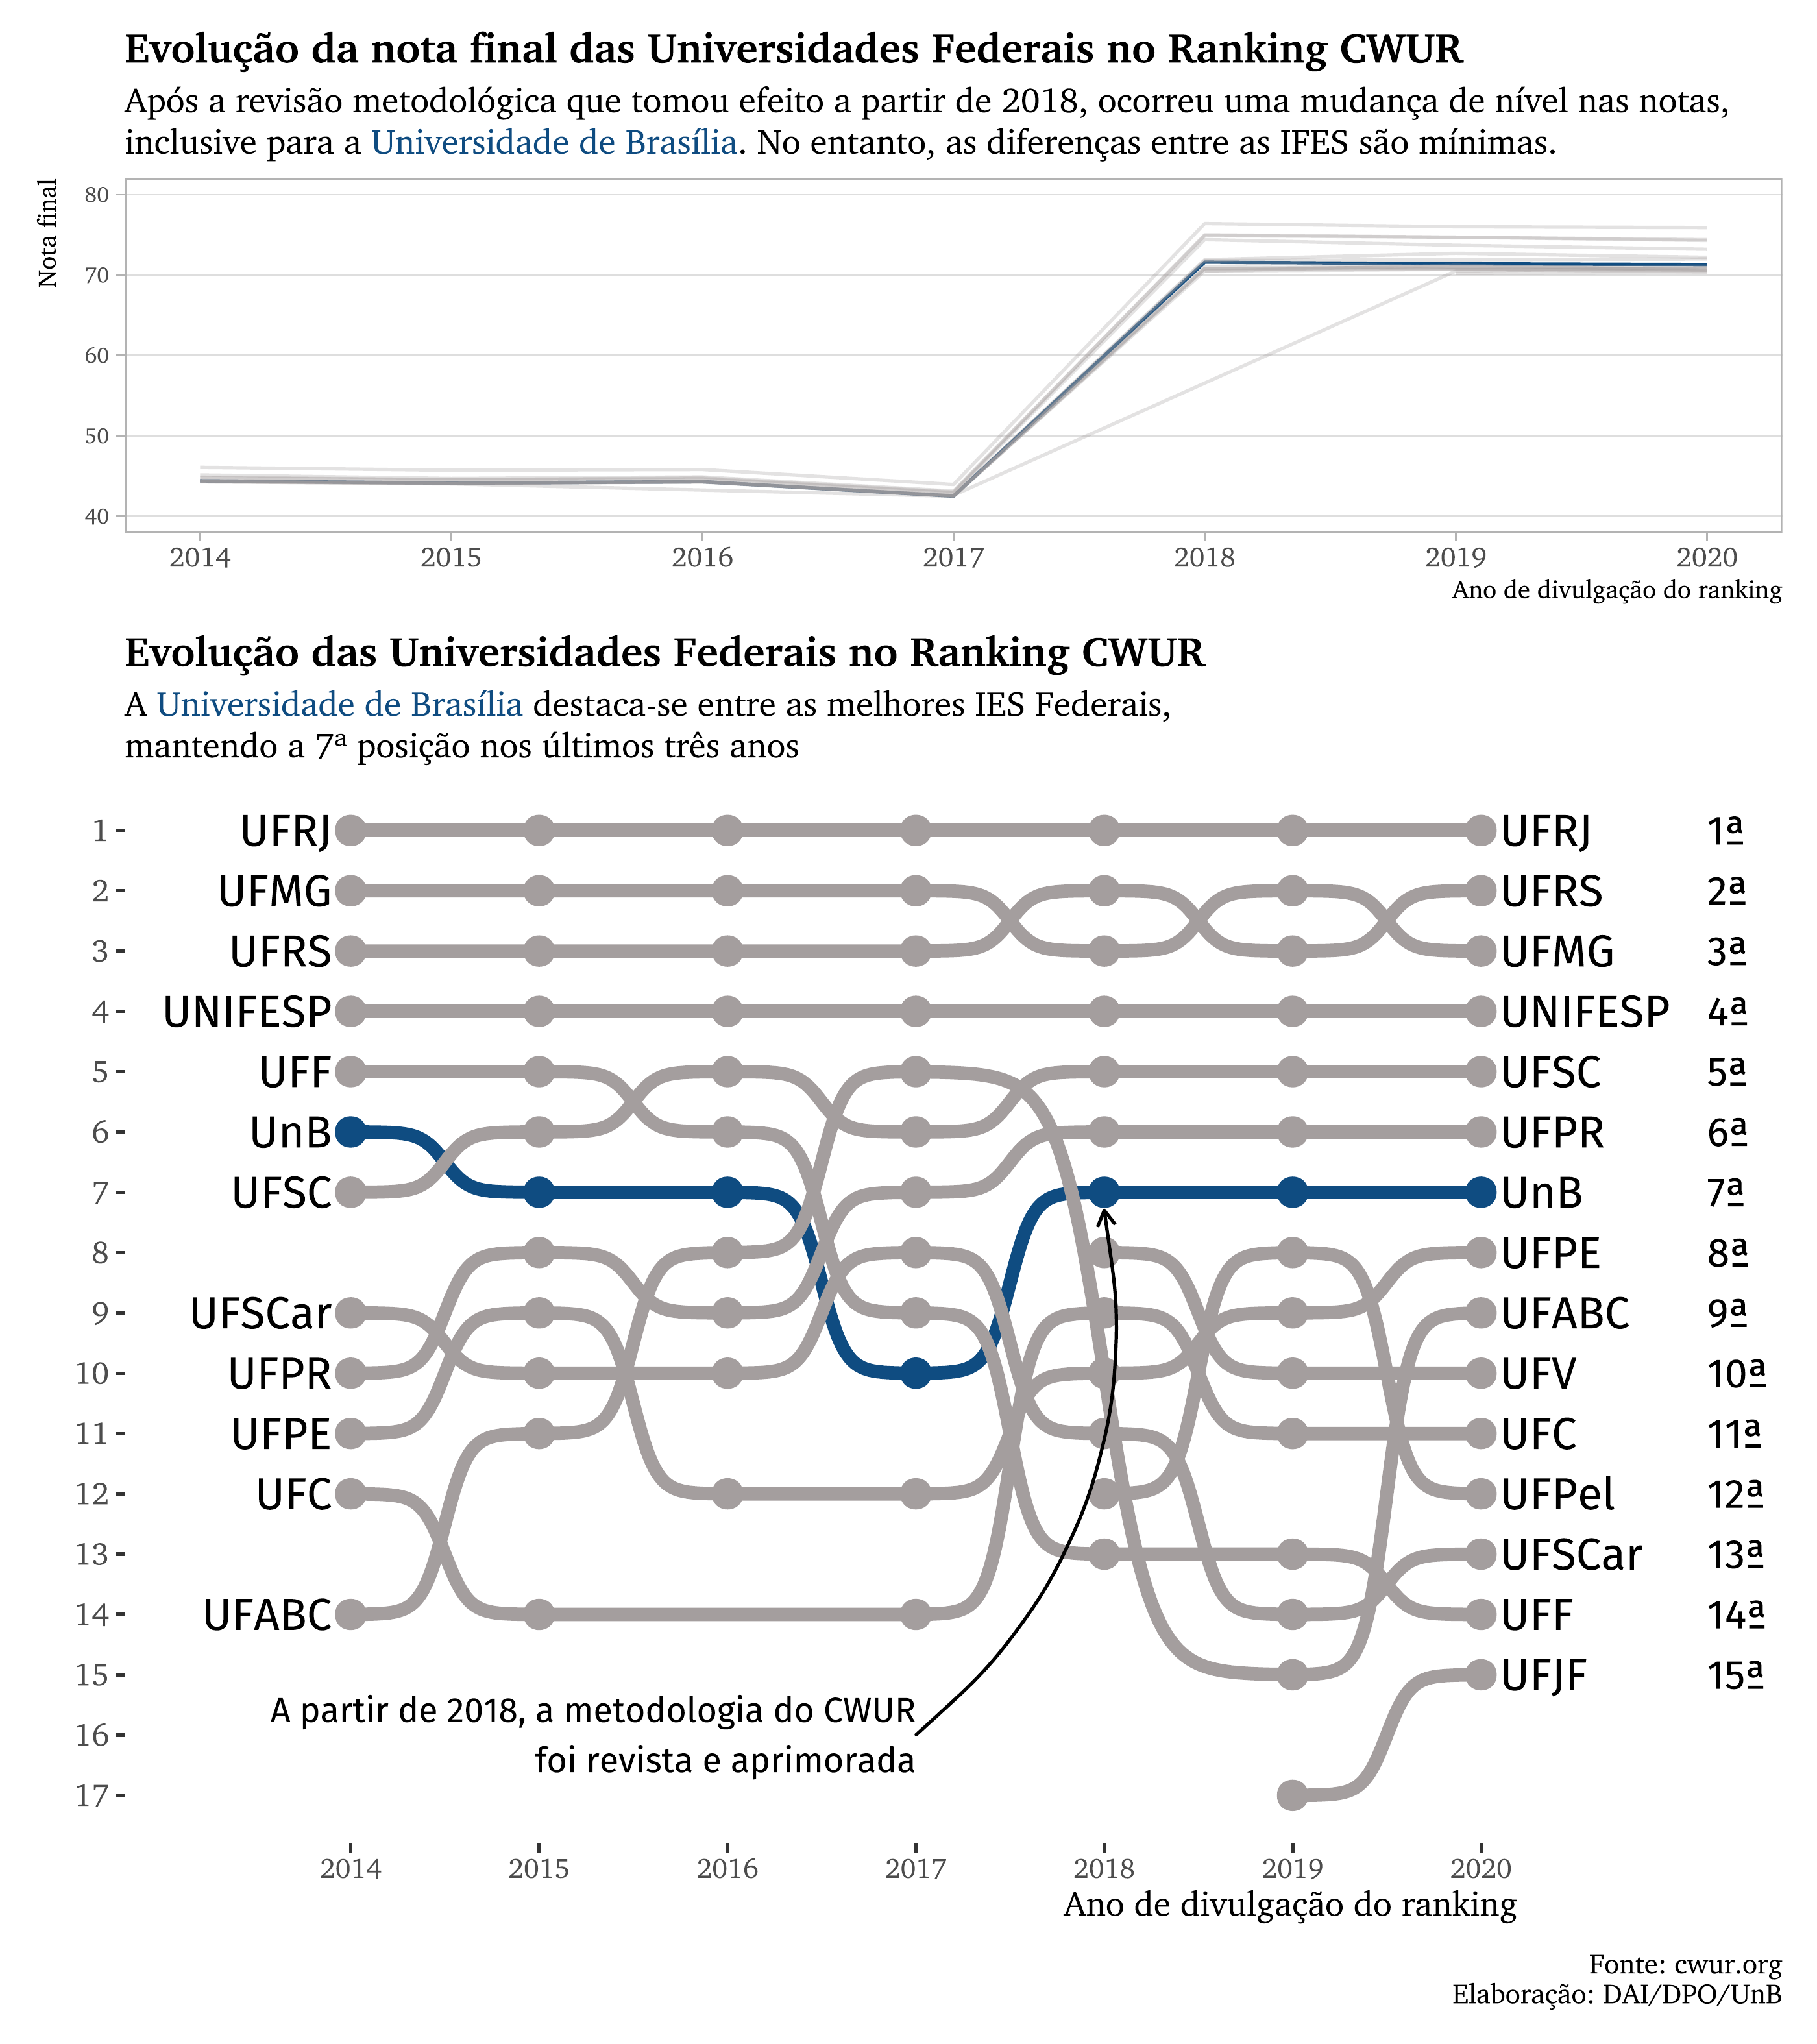 Evolução da nota final das Universidades Federais no Ranking CWUR
Após a revisão metodológica que tomou efeito a partir de 2018, ocorreu uma mudança de nível nas notas,
inclusive para a Universidade de Brasília. No entanto, as diferenças entre as IFES são mínimas.
Nota final
80
70
60
50
40
2014 2015 2016 2017 2018 2019 2020
Ano de divulgação do ranking
Evolução das Universidades Federais no Ranking CWUR
A Universidade de Brasília destaca-se entre as melhores IES Federais,
mantendo a 7ª posição nos últimos três anos
1 UFRJ UFRJ 1ª
2 UFMG UFRS 2ª
3 UFRS UFMG 3ª
4 UNIFESP UNIFESP 4ª
5 UFF UFSC 5ª
6 UnB UFPR 6ª
7 UFSC UnB 7ª
8 UFPE 8ª
9 UFSCar UFABC 9ª
10 UFPR UFV 10ª
11 UFPE UFC 11ª
12 UFC UFPel 12ª
13 UFSCar 13ª
14 UFABC UFF 14ª
15 UFJF 15ª
A partir de 2018, a metodologia do CWUR
16
foi revista e aprimorada
17
2014 2015 2016 2017 2018 2019 2020
Ano de divulgação do ranking
Fonte: cwur.org
Elaboração: DAI/DPO/UnB